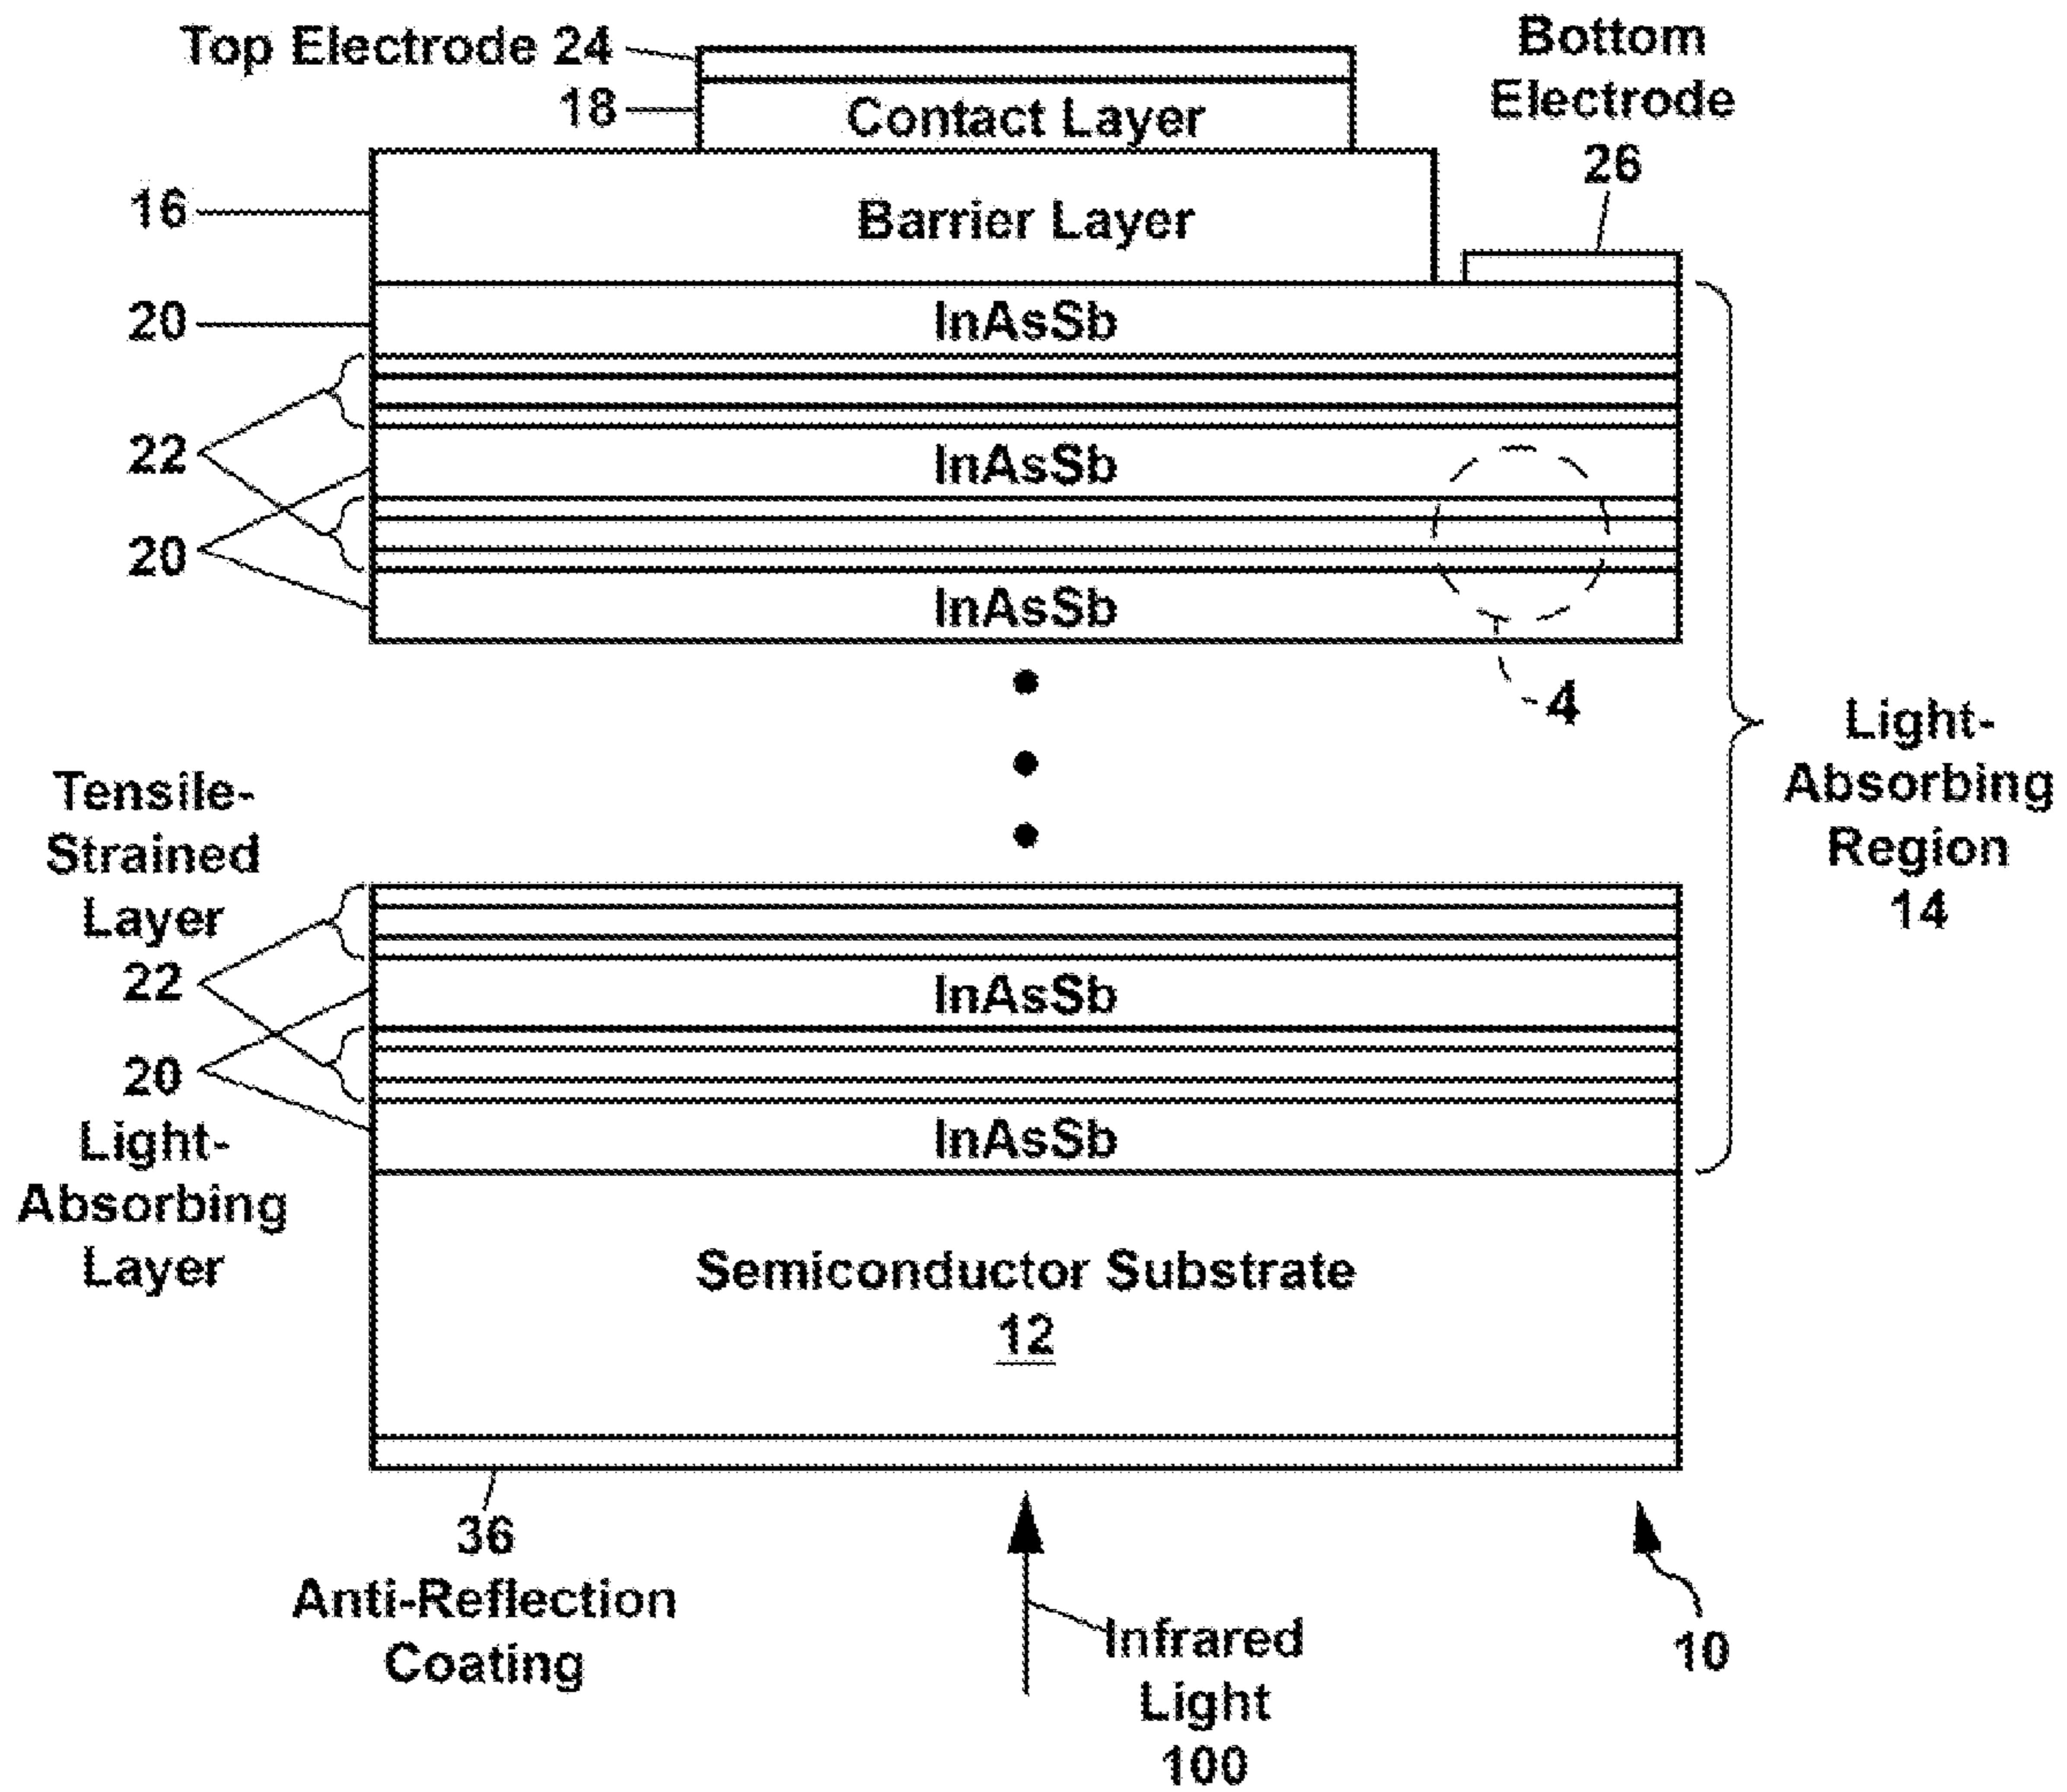 Top Electrode 24
18
Contact Layer
Bottom
Electrode
26
16
Barrier Layer
20
InAsSb
22
InAsSb
20
InAsSb
4
Light-
Absorbing
Region
14
Tensile-
Strained
Layer
22
InAsSb
20
Light-
Absorbing
Layer
InAsSb
Semiconductor Substrate
12
36
Anti-Reflection
Coating
Infrared
Light
100
10